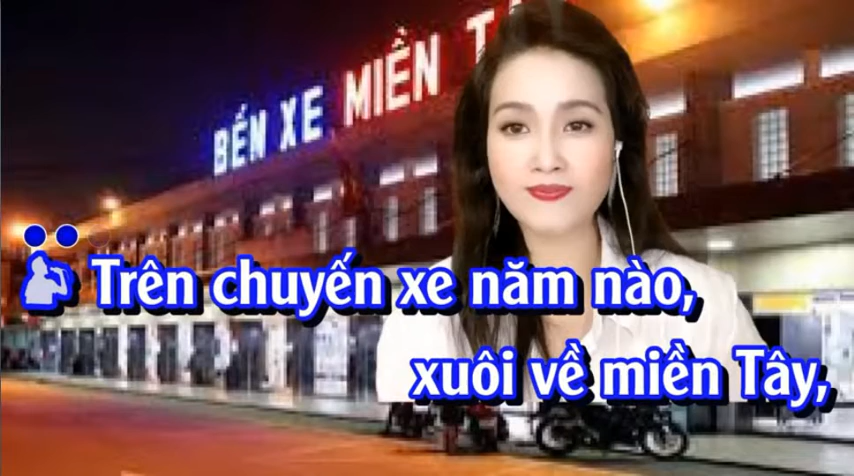 BẾN XE MIỀN
Trên chuyến xe năm nào,
xuôi về miền Tây,